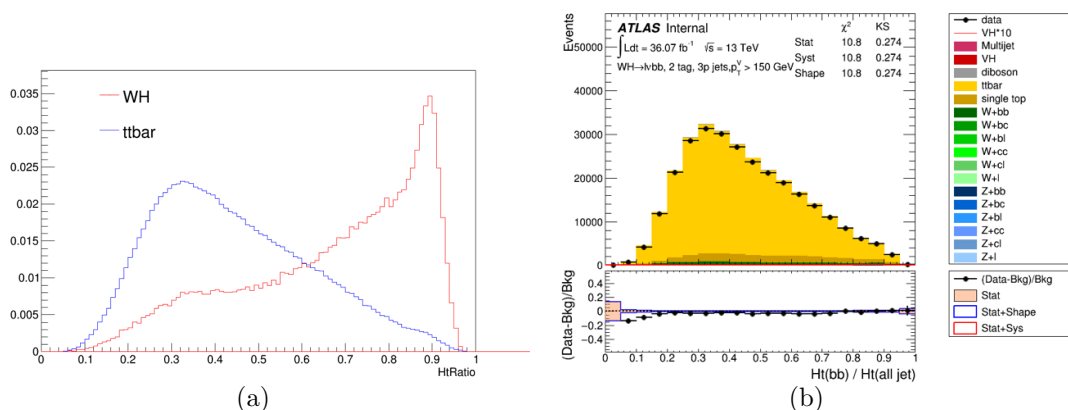 WH
ttbar
0.035
0.03
0.025
0.02
0.015
0.01
0.005
0
0 0.1 0.2 0.3 0.4 0.5 0.6 0.7 0.8 0.9 1
HtRatio
(a)
Events
ATLAS Internal
∫Ldt = 36.07 fb⁻¹ √s = 13 TeV
WH→lνbb, 2 tag, 3p jets,p_T^V > 150 GeV
χ² KS
Stat 10.8 0.274
Syst 10.8 0.274
Shape 10.8 0.274
50000
40000
30000
20000
10000
0
(Data-Bkg)/Bkg
0.4
0.2
0
−0.2
−0.4
0 0.1 0.2 0.3 0.4 0.5 0.6 0.7 0.8 0.9 1
Ht(bb) / Ht(all jet)
data
VH*10
Multijet
VH
diboson
ttbar
single top
W+bb
W+bc
W+bl
W+cc
W+cl
W+l
Z+bb
Z+bc
Z+bl
Z+cc
Z+cl
Z+l
(Data-Bkg)/Bkg
Stat
Stat+Shape
Stat+Sys
(b)